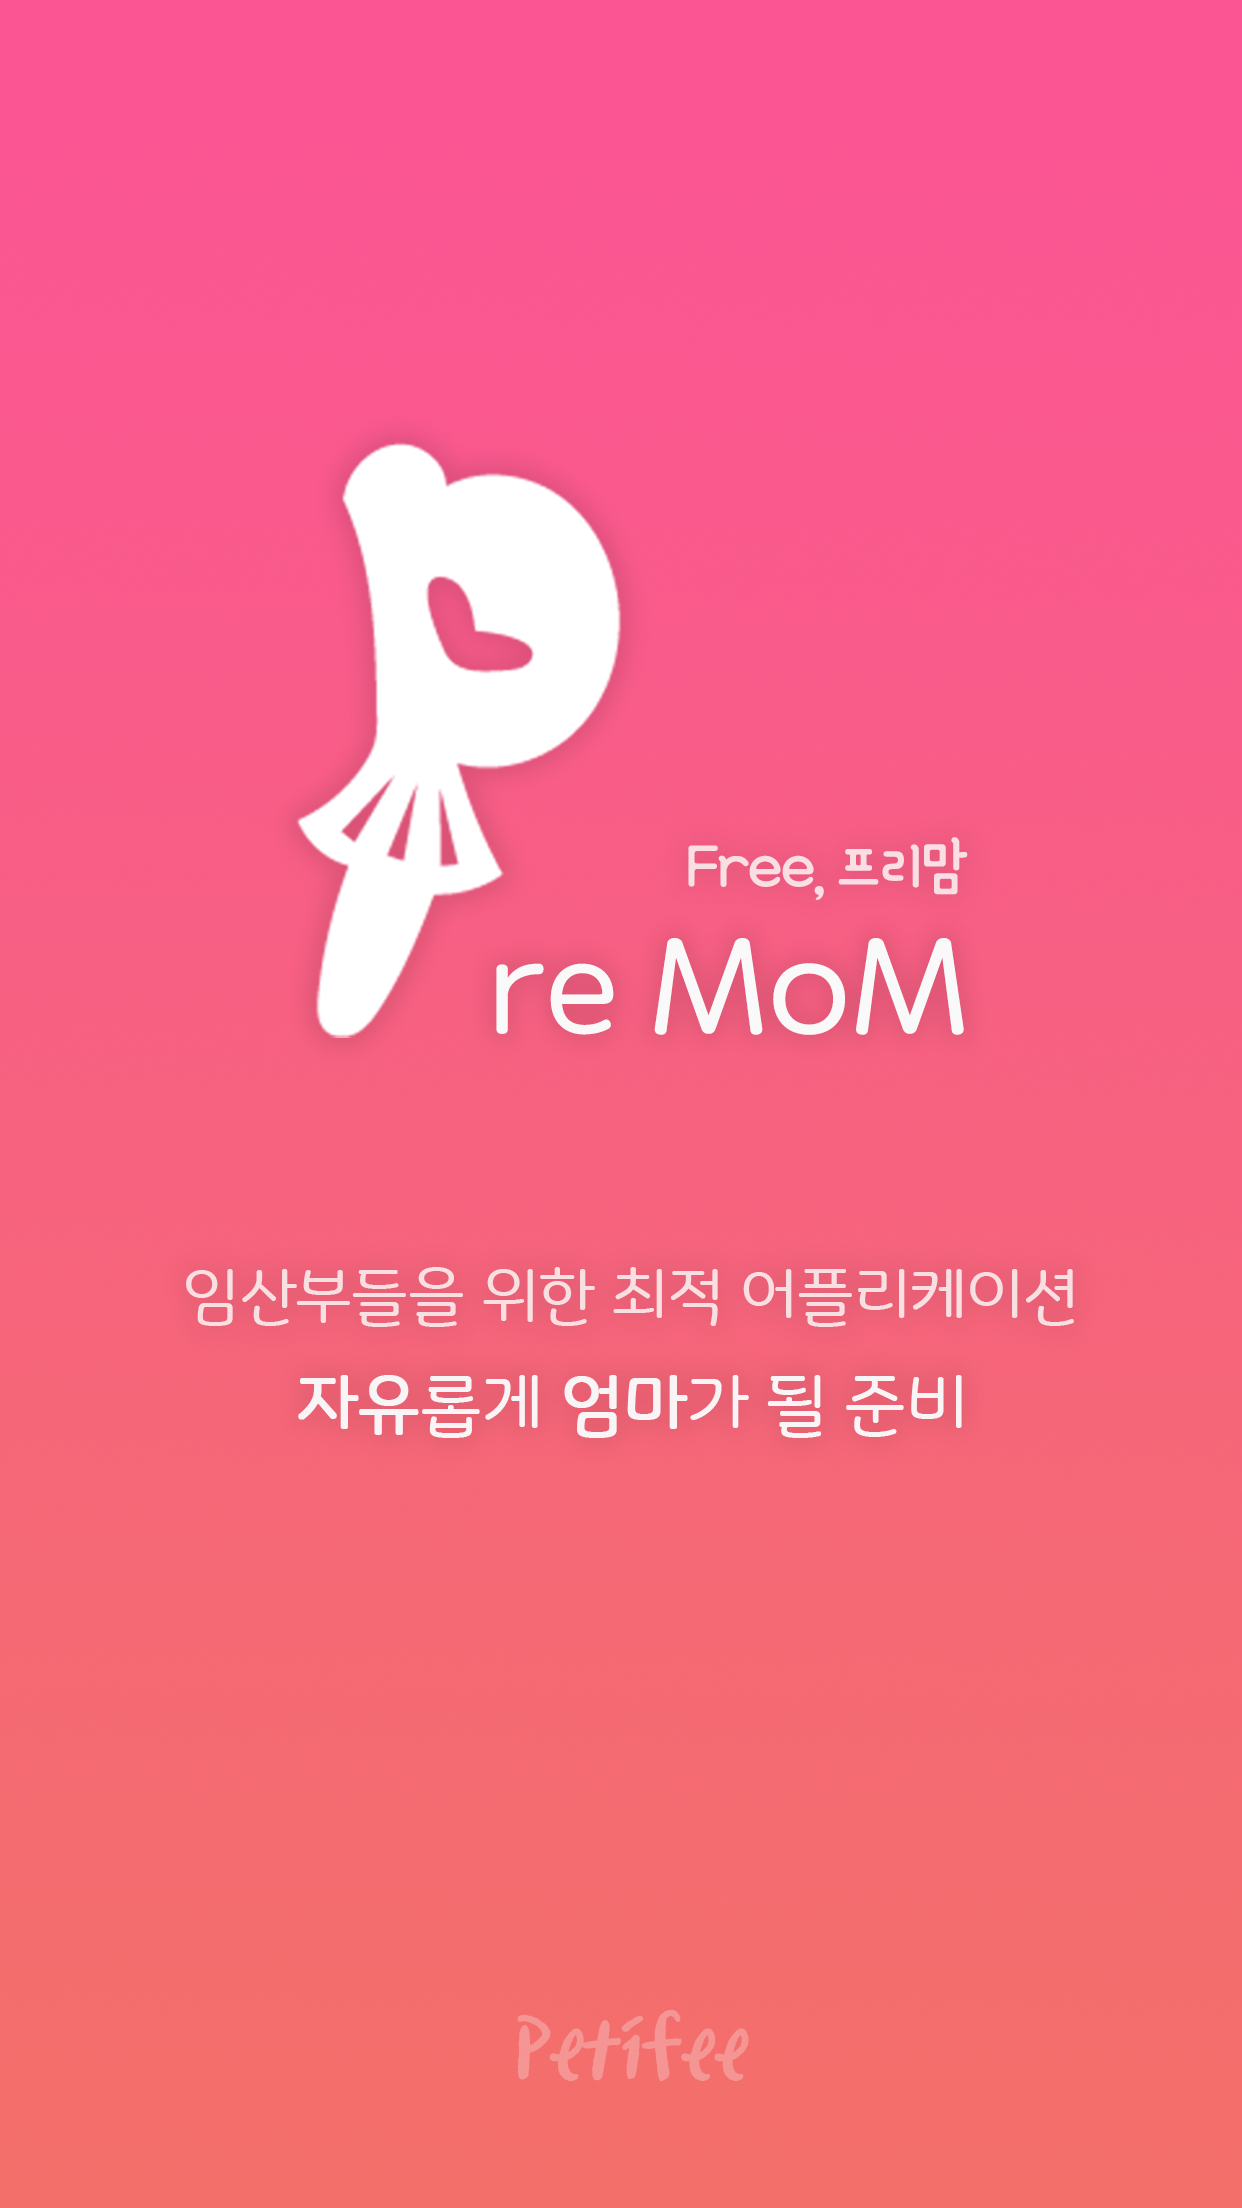 Free, 프리맘
Pre MoM
임산부들을 위한 최적 어플리케이션
자유롭게 엄마가 될 준비
Petifee